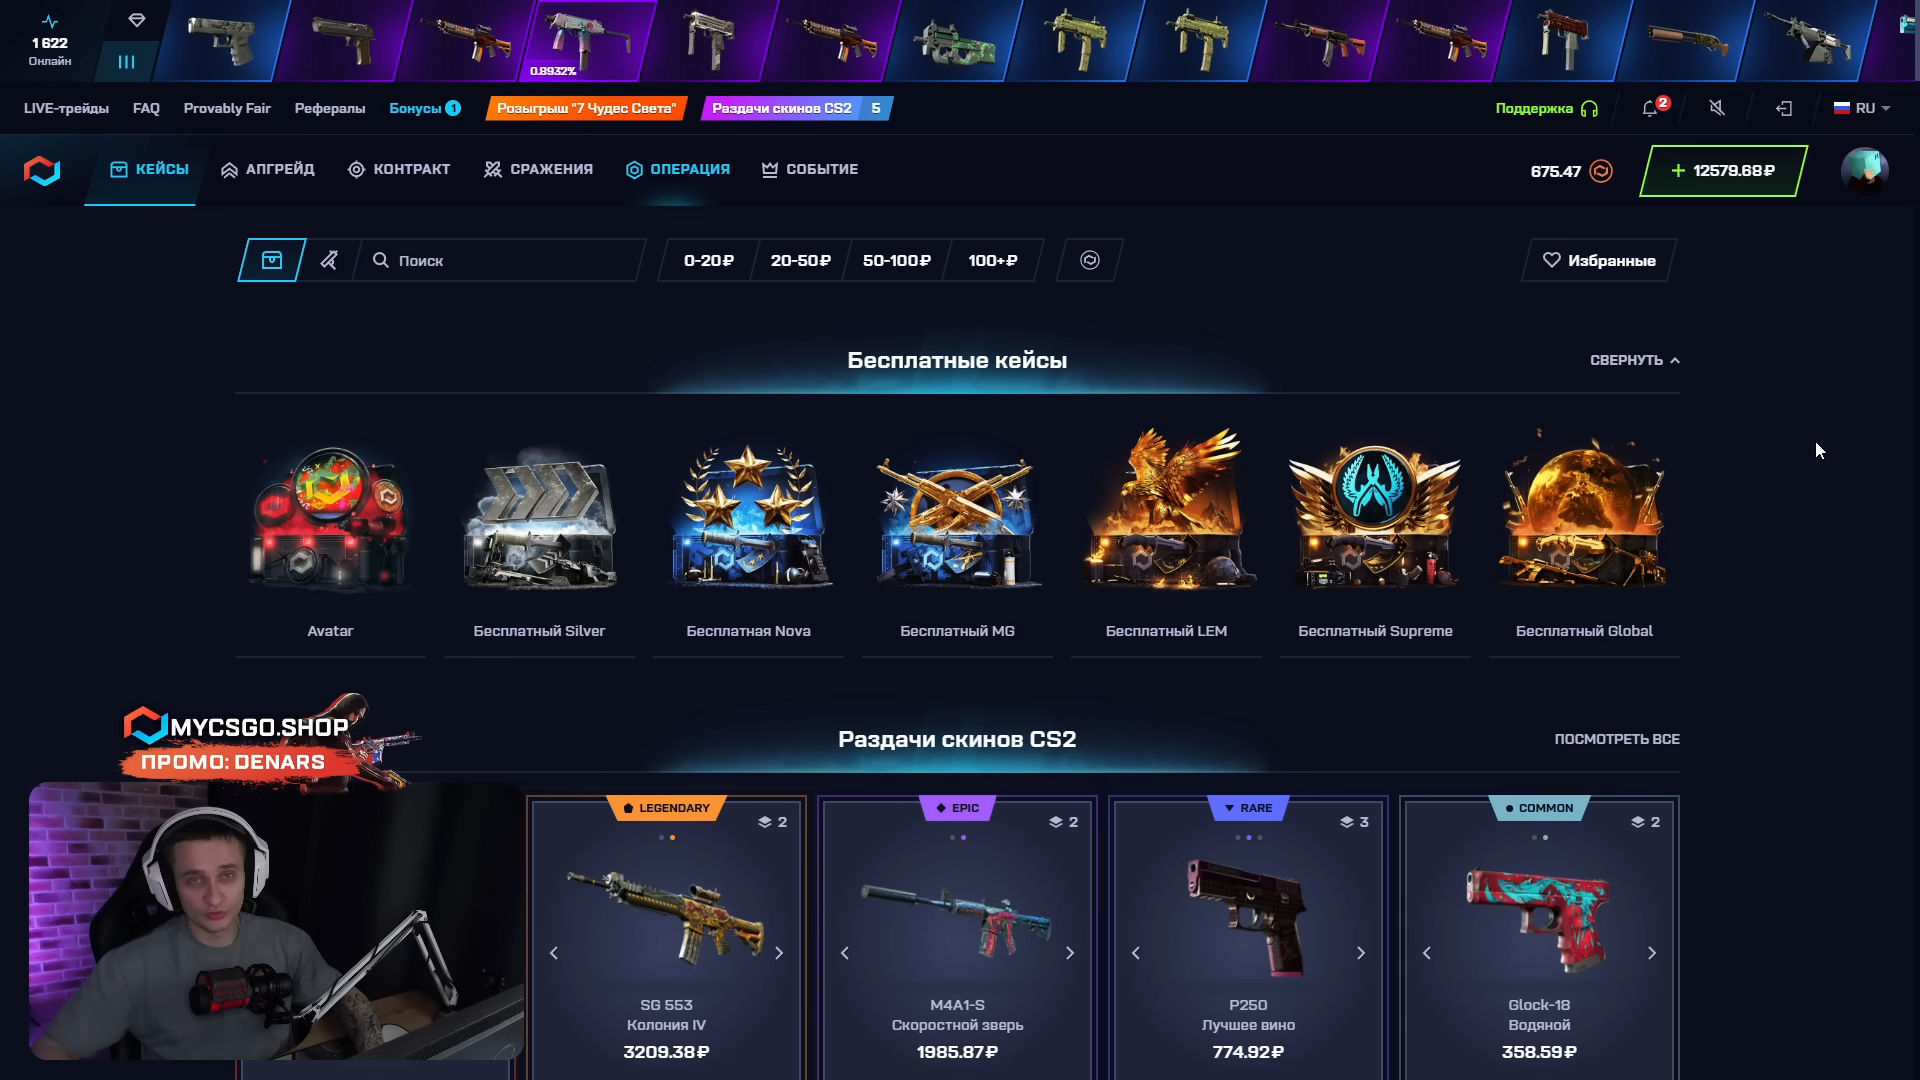 1 622
Онлайн
0.8932%
LIVE-трейды
FAQ
Provably Fair
Рефералы
Бонусы 1
Розыгрыш "7 Чудес Света"
Раздачи скинов CS2 5
Поддержка
2
RU
КЕЙСЫ
АПГРЕЙД
КОНТРАКТ
СРАЖЕНИЯ
ОПЕРАЦИЯ
СОБЫТИЕ
675.47
+ 12579.68₽
Поиск
0-20₽
20-50₽
50-100₽
100+₽
Избранные
Бесплатные кейсы
СВЕРНУТЬ
Avatar
Бесплатный Silver
Бесплатная Nova
Бесплатный MG
Бесплатный LEM
Бесплатный Supreme
Бесплатный Global
MYCSGO.SHOP
ПРОМО: DENARS
Раздачи скинов CS2
ПОСМОТРЕТЬ ВСЕ
LEGENDARY
2
SG 553
Колония IV
3209.38₽
EPIC
2
M4A1-S
Скоростной зверь
1985.87₽
RARE
3
P250
Лучшее вино
774.92₽
COMMON
2
Glock-18
Водяной
358.59₽